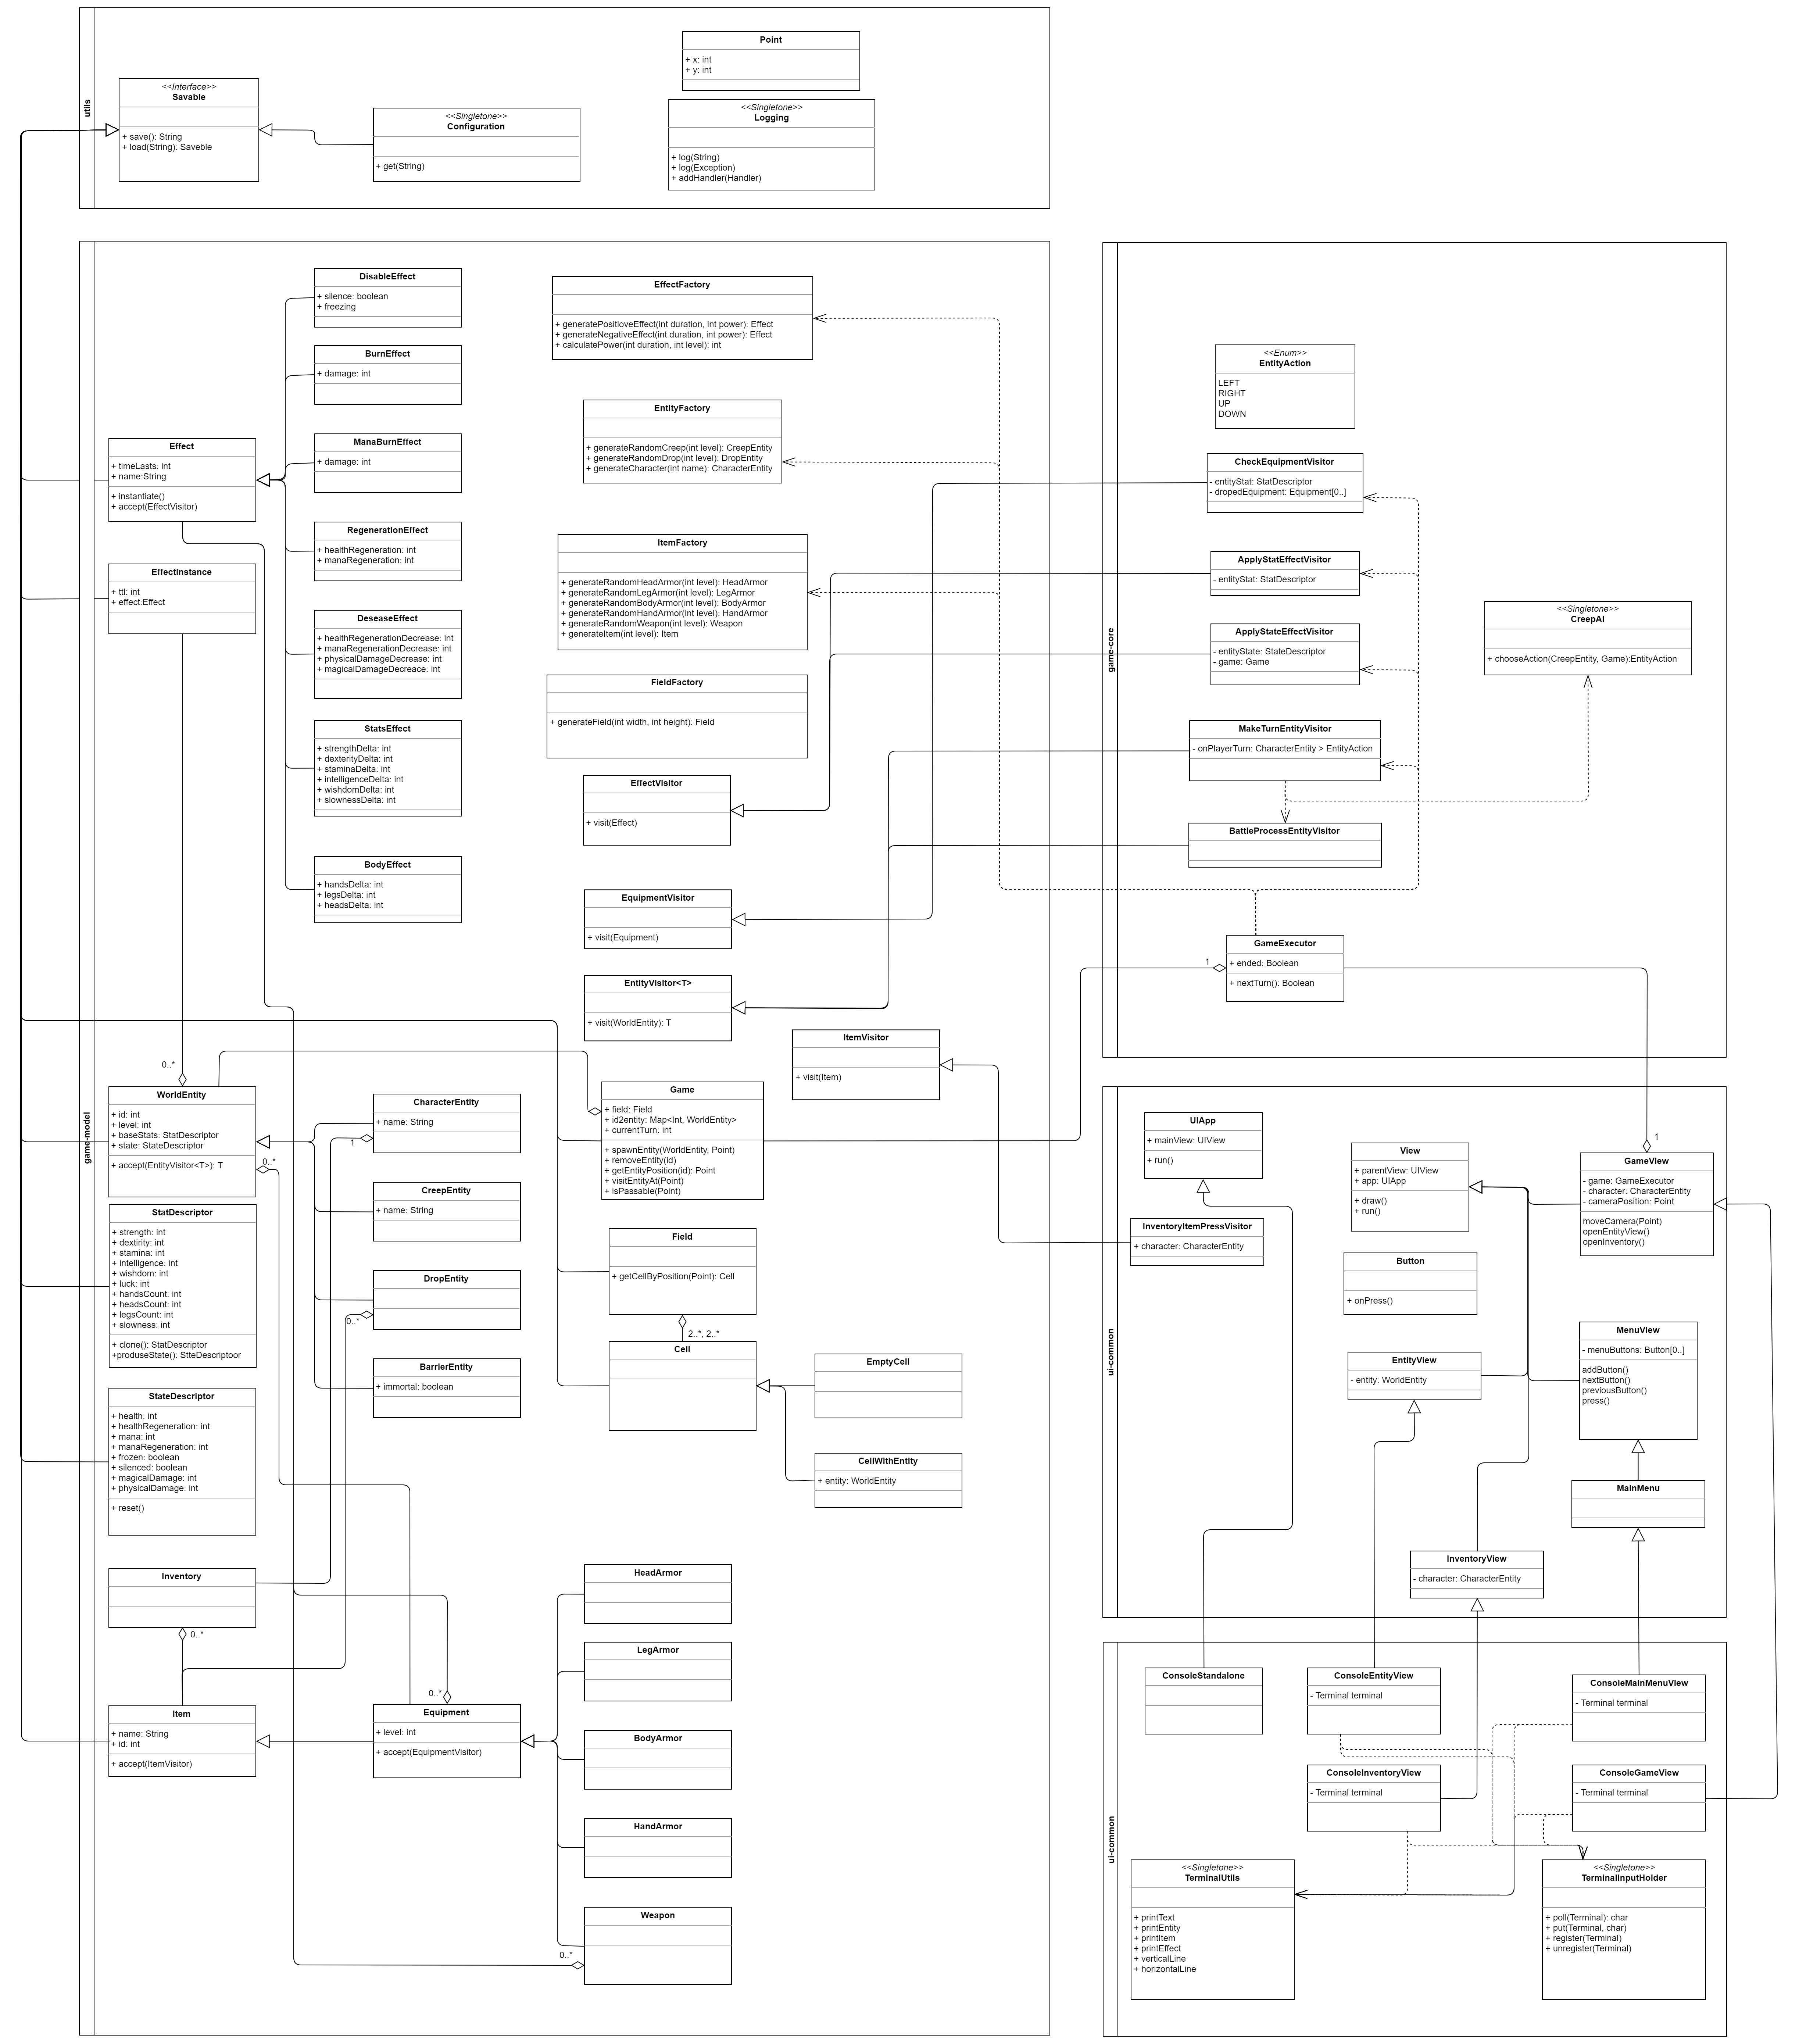 utils
<<Interface>>
Savable
+ save(): String
+ load(String): Saveble
<<Singletone>>
Configuration
+ get(String)
Point
+ x: int
+ y: int
<<Singletone>>
Logging
+ log(String)
+ log(Exception)
+ addHandler(Handler)
game-model
DisableEffect
+ silence: boolean
+ freezing
BurnEffect
+ damage: int
ManaBurnEffect
+ damage: int
Effect
+ timeLasts: int
+ name:String
+ instantiate()
+ accept(EffectVisitor)
RegenerationEffect
+ healthRegeneration: int
+ manaRegeneration: int
EffectInstance
+ ttl: int
+ effect:Effect
DeseaseEffect
+ healthRegenerationDecrease: int
+ manaRegenerationDecrease: int
+ physicalDamageDecrease: int
+ magicalDamageDecreace: int
StatsEffect
+ strengthDelta: int
+ dexterityDelta: int
+ staminaDelta: int
+ intelligenceDelta: int
+ wishdomDelta: int
+ slownessDelta: int
BodyEffect
+ handsDelta: int
+ legsDelta: int
+ headsDelta: int
EffectFactory
+ generatePositioveEffect(int duration, int power): Effect
+ generateNegativeEffect(int duration, int power): Effect
+ calculatePower(int duration, int level): int
EntityFactory
+ generateRandomCreep(int level): CreepEntity
+ generateRandomDrop(int level): DropEntity
+ generateCharacter(int name): CharacterEntity
ItemFactory
+ generateRandomHeadArmor(int level): HeadArmor
+ generateRandomLegArmor(int level): LegArmor
+ generateRandomBodyArmor(int level): BodyArmor
+ generateRandomHandArmor(int level): HandArmor
+ generateRandomWeapon(int level): Weapon
+ generateItem(int level): Item
FieldFactory
+ generateField(int width, int height): Field
EffectVisitor
+ visit(Effect)
EquipmentVisitor
+ visit(Equipment)
EntityVisitor<T>
+ visit(WorldEntity): T
ItemVisitor
+ visit(Item)
0..*
WorldEntity
+ id: int
+ level: int
+ baseStats: StatDescriptor
+ state: StateDescriptor
+ accept(EntityVisitor<T>): T
0..*
CharacterEntity
+ name: String
1
CreepEntity
+ name: String
DropEntity
0..*
BarrierEntity
+ immortal: boolean
Game
+ field: Field
+ id2entity: Map<Int, WorldEntity>
+ currentTurn: int
+ spawnEntity(WorldEntity, Point)
+ removeEntity(id)
+ getEntityPosition(id): Point
+ visitEntityAt(Point)
+ isPassable(Point)
StatDescriptor
+ strength: int
+ dextirity: int
+ stamina: int
+ intelligence: int
+ wishdom: int
+ luck: int
+ handsCount: int
+ headsCount: int
+ legsCount: int
+ slowness: int
+ clone(): StatDescriptor
+produseState(): StteDescriptoor
Field
+ getCellByPosition(Point): Cell
2..*, 2..*
Cell
EmptyCell
CellWithEntity
+ entity: WorldEntity
StateDescriptor
+ health: int
+ healthRegeneration: int
+ mana: int
+ manaRegeneration: int
+ frozen: boolean
+ silenced: boolean
+ magicalDamage: int
+ physicalDamage: int
+ reset()
Inventory
0..*
Item
+ name: String
+ id: int
+ accept(ItemVisitor)
0..*
Equipment
+ level: int
+ accept(EquipmentVisitor)
HeadArmor
LegArmor
BodyArmor
HandArmor
Weapon
0..*
game-core
<<Enum>>
EntityAction
LEFT
RIGHT
UP
DOWN
CheckEquipmentVisitor
- entityStat: StatDescriptor
- dropedEquipment: Equipment[0..]
ApplyStatEffectVisitor
- entityStat: StatDescriptor
ApplyStateEffectVisitor
- entityState: StateDescriptor
- game: Game
<<Singletone>>
CreepAI
+ chooseAction(CreepEntity, Game):EntityAction
MakeTurnEntityVisitor
- onPlayerTurn: CharacterEntity > EntityAction
BattleProcessEntityVisitor
GameExecutor
+ ended: Boolean
+ nextTurn(): Boolean
1
ui-common
UIApp
+ mainView: UIView
+ run()
InventoryItemPressVisitor
+ character: CharacterEntity
View
+ parentView: UIView
+ app: UIApp
+ draw()
+ run()
1
GameView
- game: GameExecutor
- character: CharacterEntity
- cameraPosition: Point
moveCamera(Point)
openEntityView()
openInventory()
Button
+ onPress()
EntityView
- entity: WorldEntity
MenuView
- menuButtons: Button[0..]
addButton()
nextButton()
previousButton()
press()
MainMenu
InventoryView
- character: CharacterEntity
ui-common
ConsoleStandalone
ConsoleEntityView
- Terminal terminal
ConsoleMainMenuView
- Terminal terminal
ConsoleInventoryView
- Terminal terminal
ConsoleGameView
- Terminal terminal
<<Singletone>>
TerminalUtils
+ printText
+ printEntity
+ printItem
+ printEffect
+ verticalLine
+ horizontalLine
<<Singletone>>
TerminalInputHolder
+ poll(Terminal): char
+ put(Terminal, char)
+ register(Terminal)
+ unregister(Terminal)